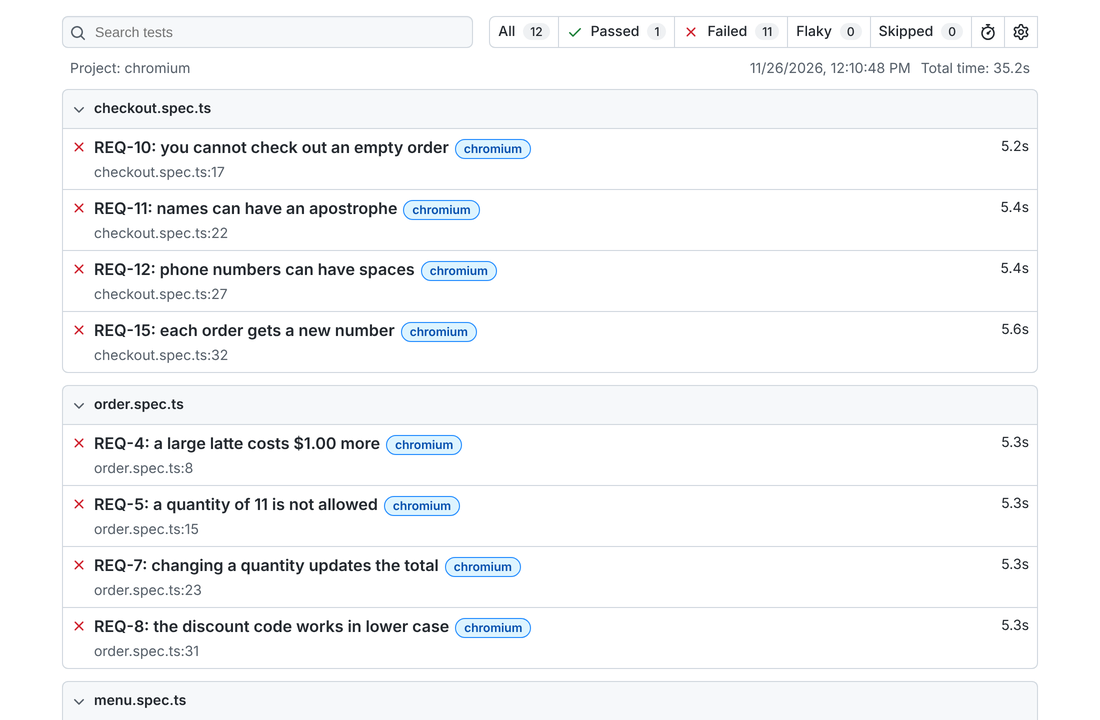 Search tests
All 12 Passed 1 Failed 11 Flaky 0 Skipped 0
Project: chromium 11/26/2026, 12:10:48 PM Total time: 35.2s
checkout.spec.ts
REQ-10: you cannot check out an empty order chromium 5.2s
checkout.spec.ts:17
REQ-11: names can have an apostrophe chromium 5.4s
checkout.spec.ts:22
REQ-12: phone numbers can have spaces chromium 5.4s
checkout.spec.ts:27
REQ-15: each order gets a new number chromium 5.6s
checkout.spec.ts:32
order.spec.ts
REQ-4: a large latte costs $1.00 more chromium 5.3s
order.spec.ts:8
REQ-5: a quantity of 11 is not allowed chromium 5.3s
order.spec.ts:15
REQ-7: changing a quantity updates the total chromium 5.3s
order.spec.ts:23
REQ-8: the discount code works in lower case chromium 5.3s
order.spec.ts:31
menu.spec.ts